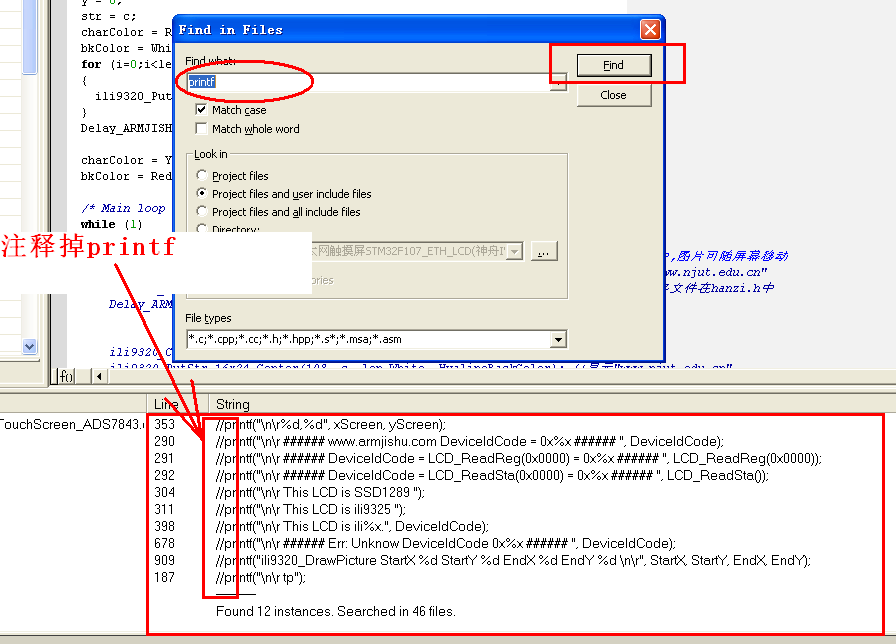 y = 0;
str = c;
charColor = R
bkColor = Whi
for (i=0;i<le
{
ili9320_Put
}
Delay_ARMJISH
charColor = Y
bkColor = Red
/* Main loop
while (1)
Find in Files
Find what:
printf
Find
Close
Match case
Match whole word
Look in
Project files
Project files and user include files
Project files and all include files
Directory:
网触摸屏STM32F107_ETH_LCD(神舟I
...
ories
File types
*.c;*.cpp;*.cc;*.h;*.hpp;*.s*;*.msa;*.asm
注释掉printf
,图片可随屏幕移动
ww.njut.edu.cn"
文件在hanzi.h中
Delay_ARM
ili9320_C
f()
TouchScreen_ADS7843.c
Line
String
353 //printf("\n\r%d,%d", xScreen, yScreen);
290 //printf("\n\r ###### www.armjishu.com DeviceIdCode = 0x%x ###### ", DeviceIdCode);
291 //printf("\n\r ###### DeviceIdCode = LCD_ReadReg(0x0000) = 0x%x ###### ", LCD_ReadReg(0x0000));
292 //printf("\n\r ###### DeviceIdCode = LCD_ReadSta(0x0000) = 0x%x ###### ", LCD_ReadSta());
304 //printf("\n\r This LCD is SSD1289 ");
311 //printf("\n\r This LCD is ili9325 ");
398 //printf("\n\r This LCD is ili%x.", DeviceIdCode);
678 //printf("\n\r ###### Err: Unknow DeviceIdCode 0x%x ###### ", DeviceIdCode);
909 //printf("ili9320_DrawPicture StartX %d StartY %d EndX %d EndY %d \n\r", StartX, StartY, EndX, EndY);
187 //printf("\n\r tp");
Found 12 instances. Searched in 46 files.